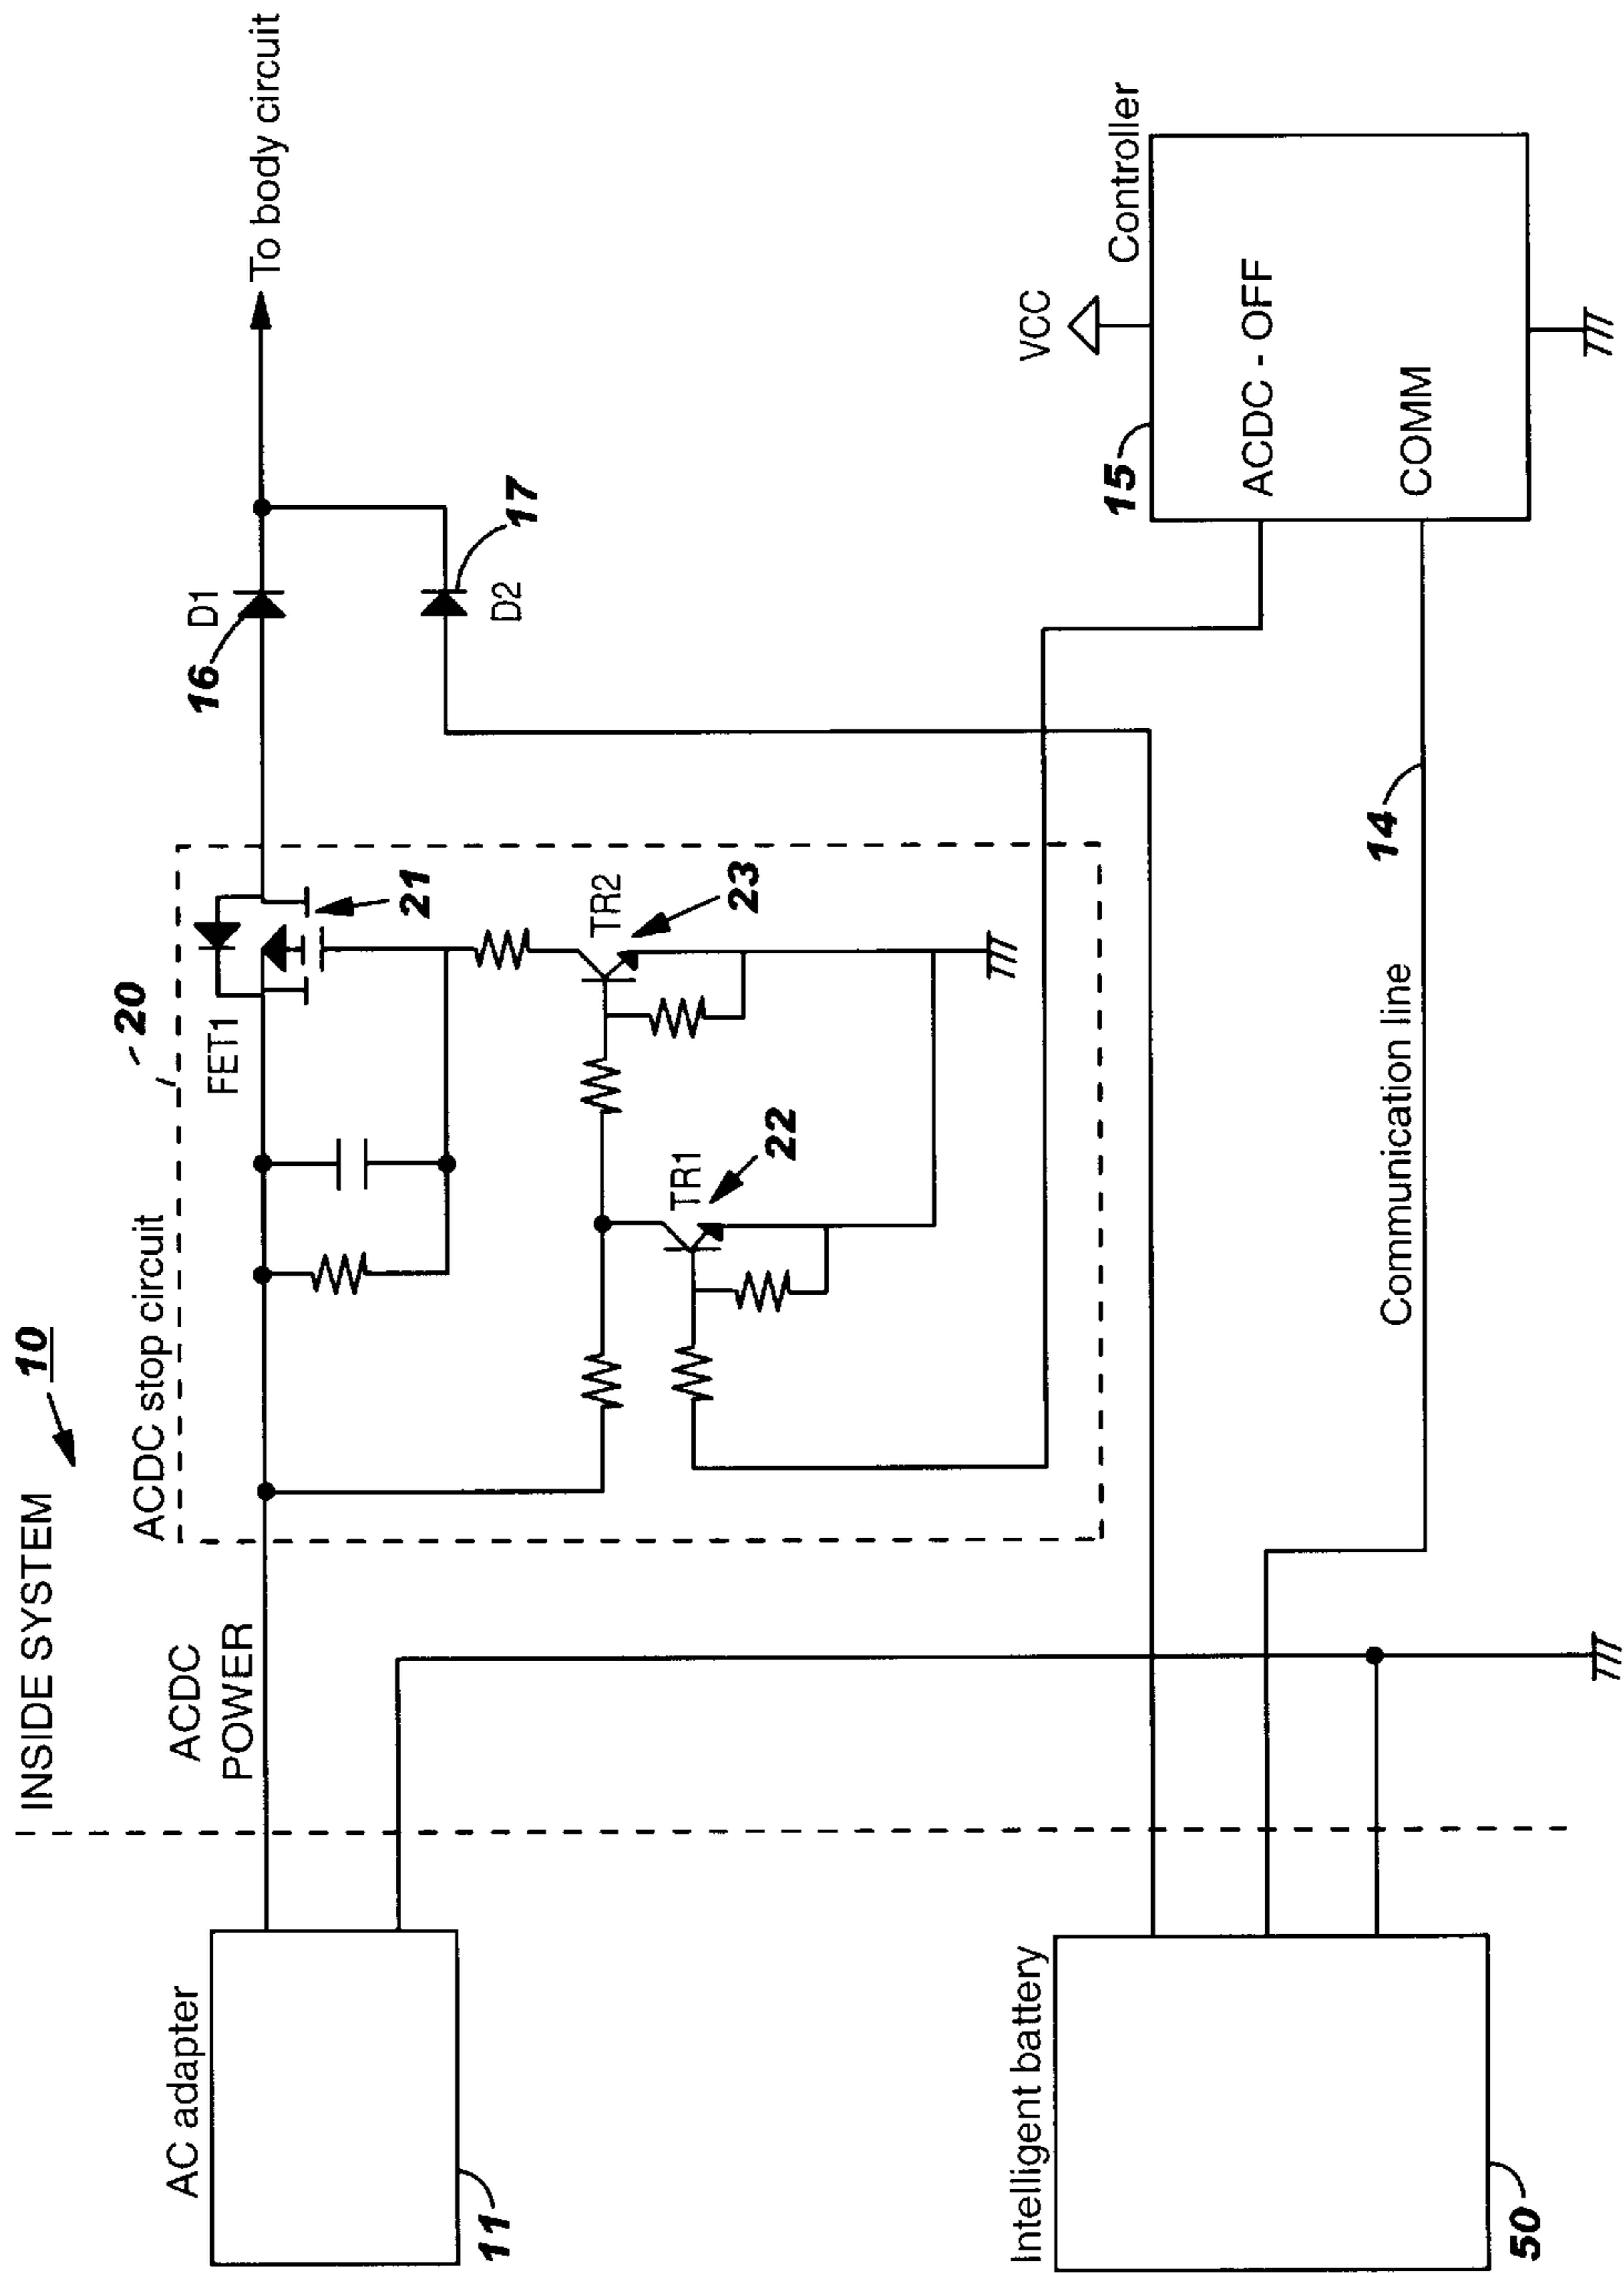 INSIDE SYSTEM
10
AC adapter
11
ACDC
POWER
ACDC stop circuit
20
FET1
21
TR1
22
TR2
23
D1
16
D2
17
To body circuit
Intelligent battery
50
Communication line
14
Controller
15
VCC
ACDC - OFF
COMM